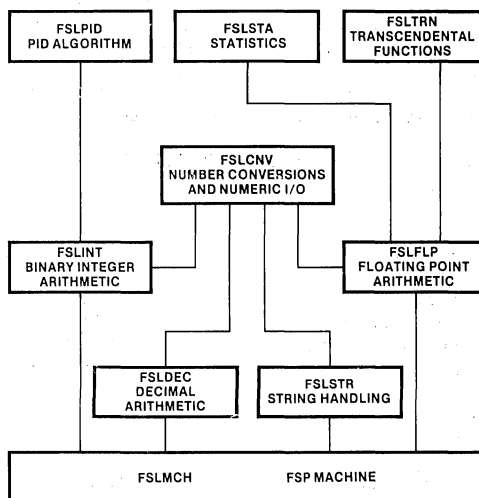 FSLPID
PID ALGORITHM
FSLSTA
STATISTICS
FSLTRN
TRANSCENDENTAL
FUNCTIONS
FSLCNV
NUMBER CONVERSIONS
AND NUMERIC I/O
FSLINT
BINARY INTEGER
ARITHMETIC
FSLFLP
FLOATING POINT
ARITHMETIC
FSLDEC
DECIMAL
ARITHMETIC
FSLSTR
STRING HANDLING
FSLMCH FSP MACHINE